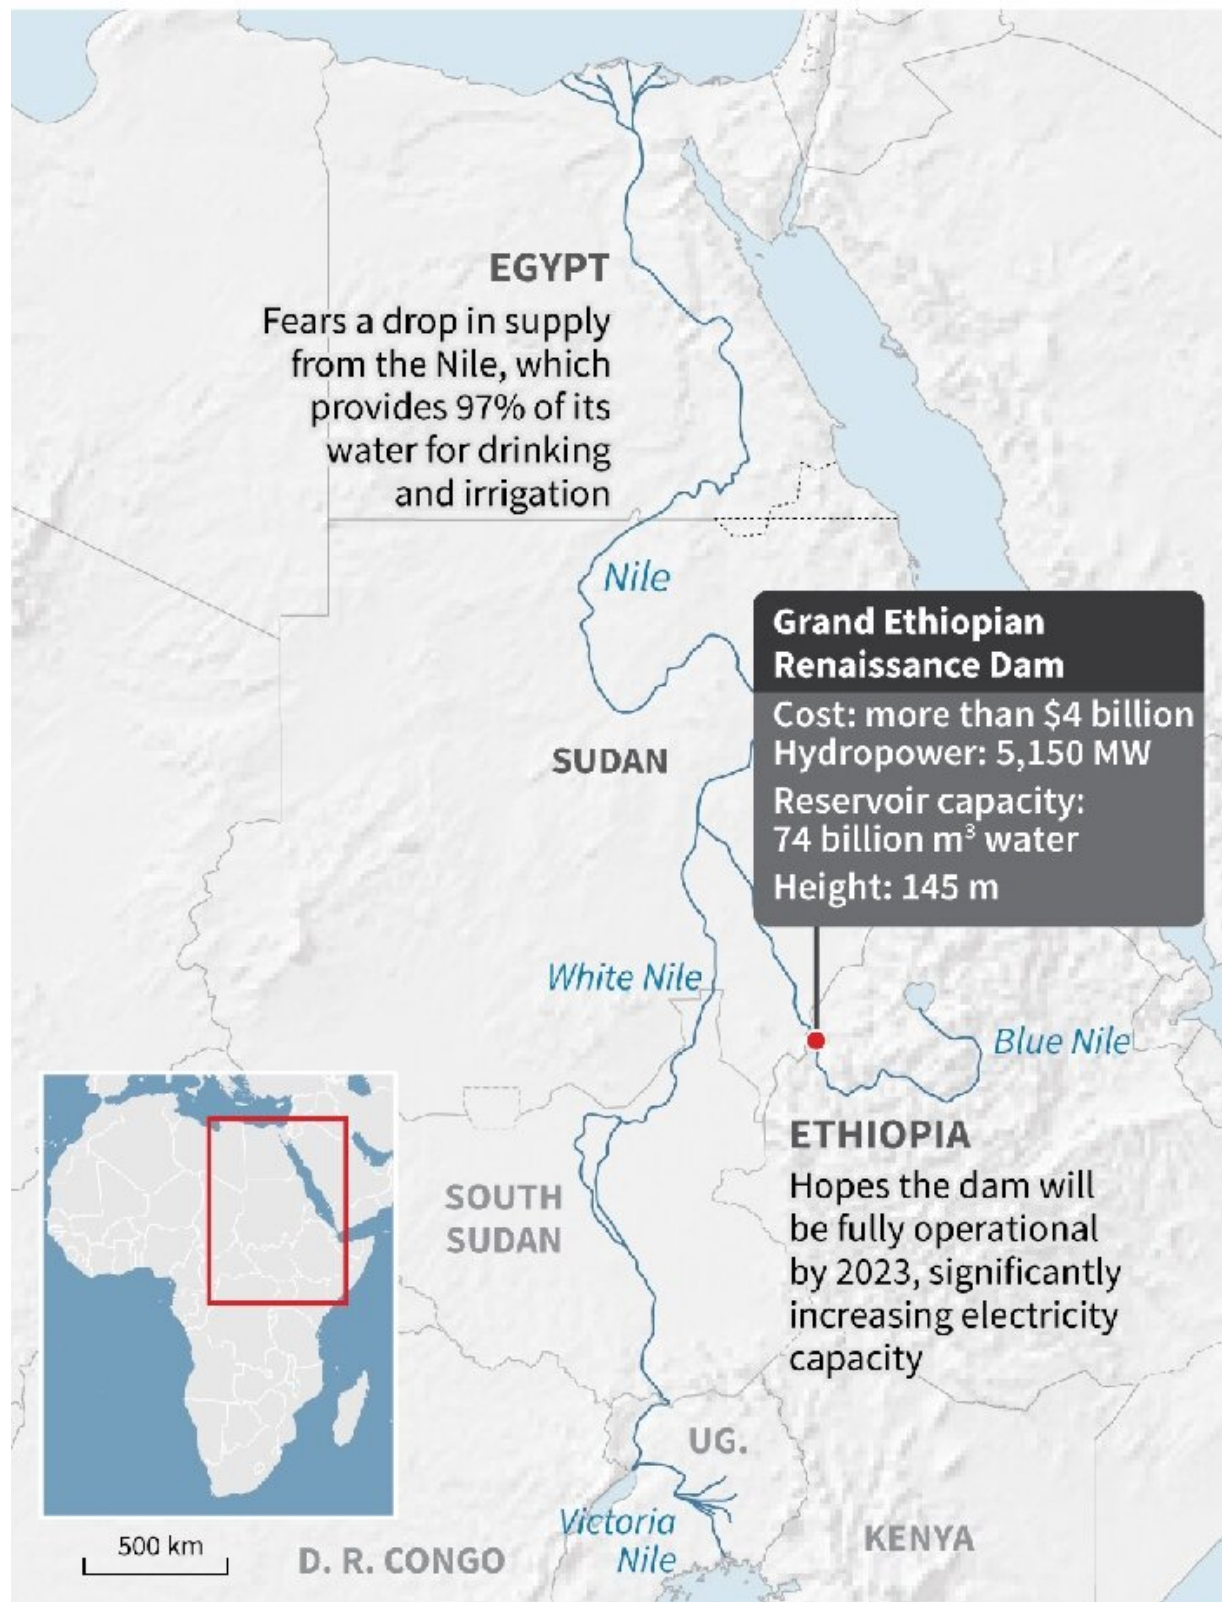 EGYPT
Fears a drop in supply
from the Nile, which
provides 97% of its
water for drinking
and irrigation
Nile
Grand Ethiopian
Renaissance Dam
Cost: more than $4 billion
Hydropower: 5,150 MW
Reservoir capacity:
74 billion m³ water
Height: 145 m
SUDAN
White Nile
Blue Nile
ETHIOPIA
Hopes the dam will
be fully operational
by 2023, significantly
increasing electricity
capacity
SOUTH
SUDAN
UG.
Victoria
Nile
KENYA
D. R. CONGO
500 km